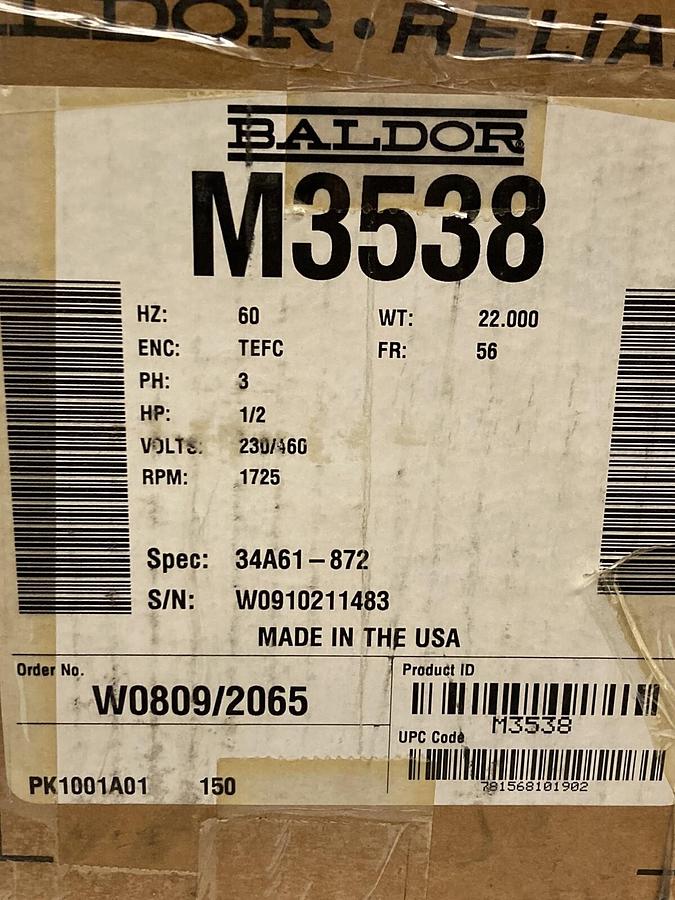 BALDOR • RELIA
BALDOR
M3538
HZ: 60 WT: 22.000
ENC: TEFC FR: 56
PH: 3
HP: 1/2
VOLTS: 230/460
RPM: 1725
Spec: 34A61-872
S/N: W0910211483
MADE IN THE USA
Order No. Product ID
W0809/2065
M3538
UPC Code
781568101902
PK1001A01 150